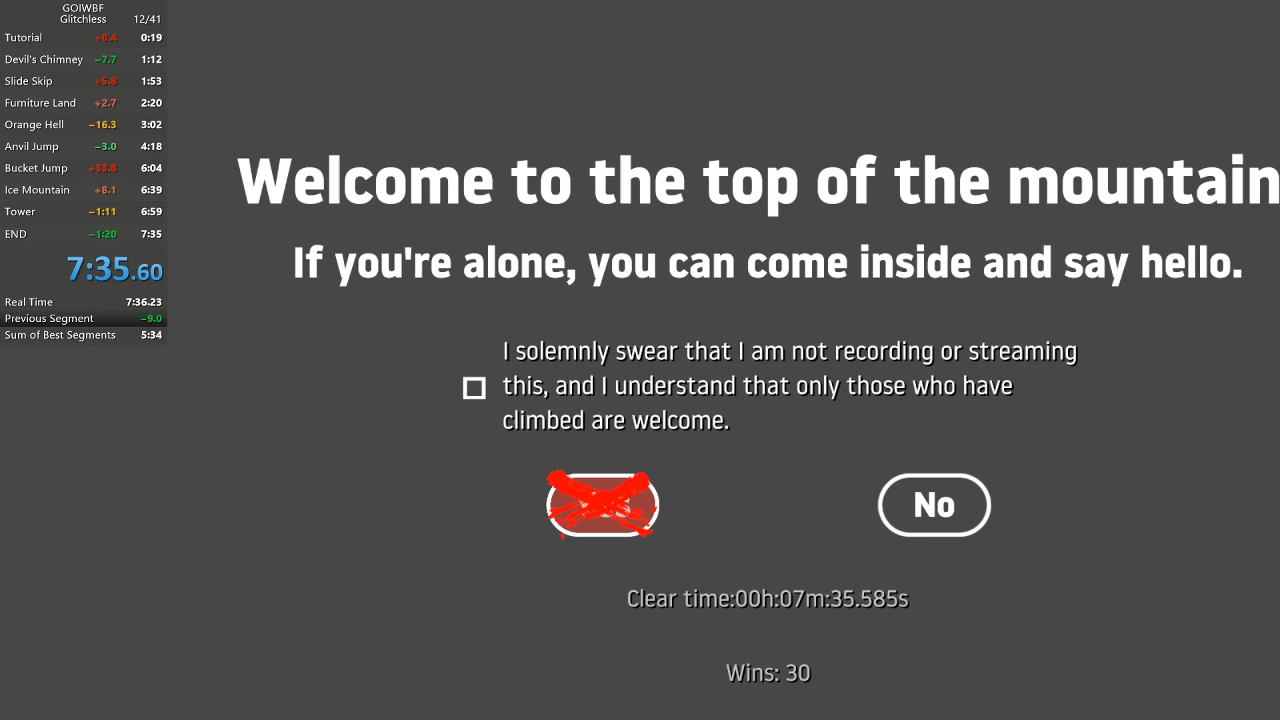 GOIWBF
Glitchless 12/41
Tutorial +0.4 0:19
Devil's Chimney −7.7 1:12
Slide Skip +5.8 1:53
Furniture Land +2.7 2:20
Orange Hell −16.3 3:02
Anvil Jump −3.0 4:18
Bucket Jump +33.8 6:04
Ice Mountain +8.1 6:39
Tower −1:11 6:59
END −1:20 7:35
7:35.60
Real Time 7:36.23
Previous Segment −9.0
Sum of Best Segments 5:34
Welcome to the top of the mountain
If you're alone, you can come inside and say hello.
I solemnly swear that I am not recording or streaming
this, and I understand that only those who have
climbed are welcome.
No
Clear time:00h:07m:35.585s
Wins: 30